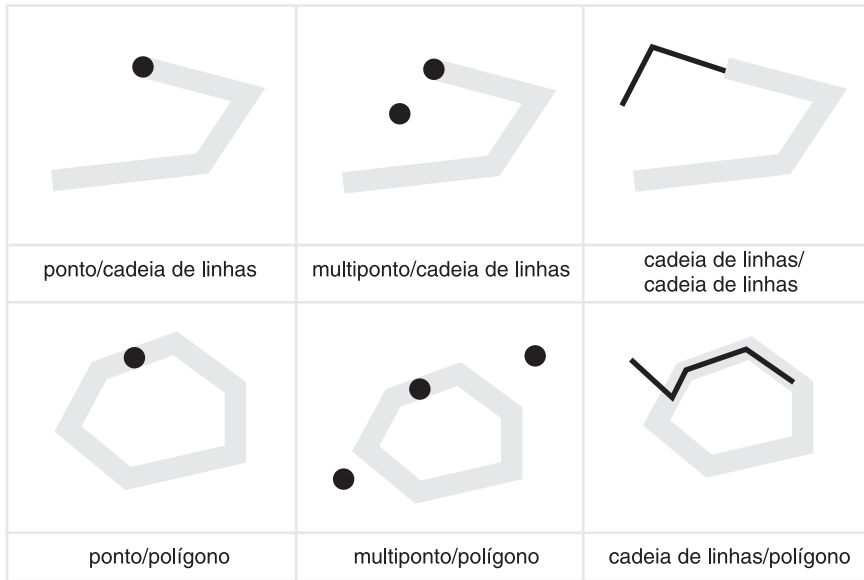 ponto/cadeia de linhas
multiponto/cadeia de linhas
cadeia de linhas/
cadeia de linhas
ponto/polígono
multiponto/polígono
cadeia de linhas/polígono